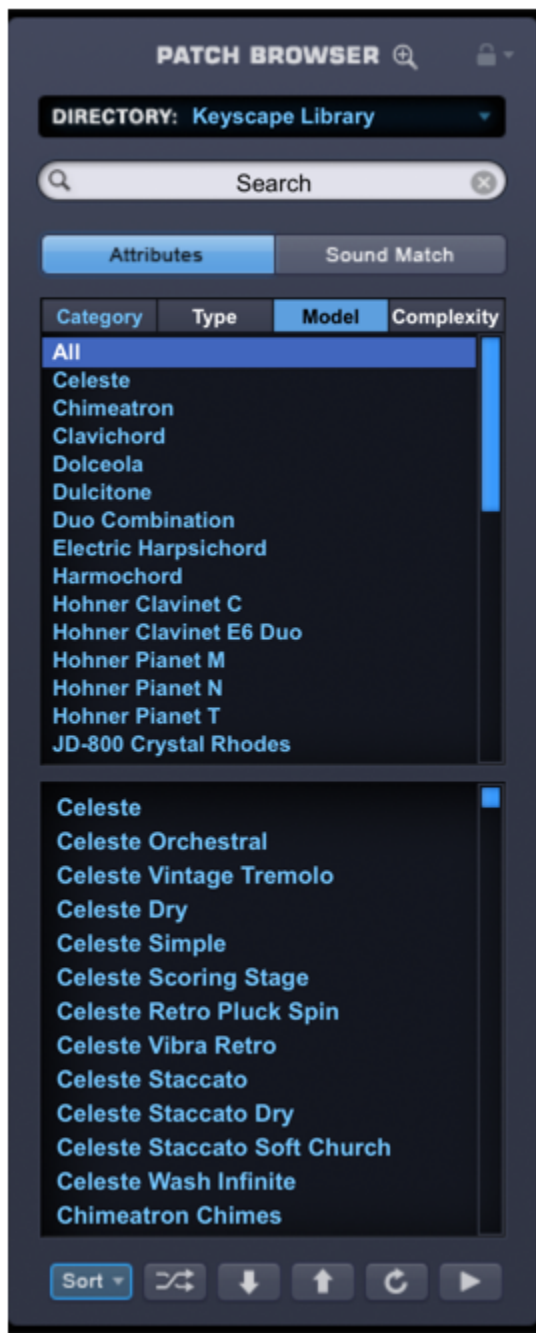 PATCH BROWSER
DIRECTORY: Keyscape Library
Search
Attributes Sound Match
Category Type Model Complexity
All
Celeste
Chimeatron
Clavichord
Dolceola
Dulcitone
Duo Combination
Electric Harpsichord
Harmochord
Hohner Clavinet C
Hohner Clavinet E6 Duo
Hohner Pianet M
Hohner Pianet N
Hohner Pianet T
JD-800 Crystal Rhodes
Celeste
Celeste Orchestral
Celeste Vintage Tremolo
Celeste Dry
Celeste Simple
Celeste Scoring Stage
Celeste Retro Pluck Spin
Celeste Vibra Retro
Celeste Staccato
Celeste Staccato Dry
Celeste Staccato Soft Church
Celeste Wash Infinite
Chimeatron Chimes
Sort